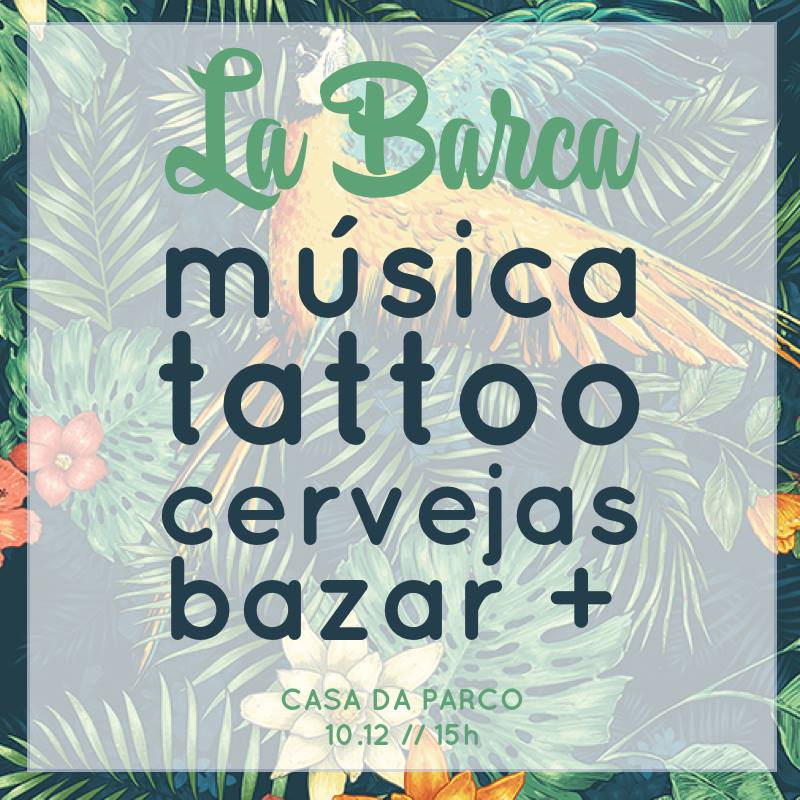 La Barca
música
tattoo
cervejas
bazar +
CASA DA PARCO
10.12 // 15h